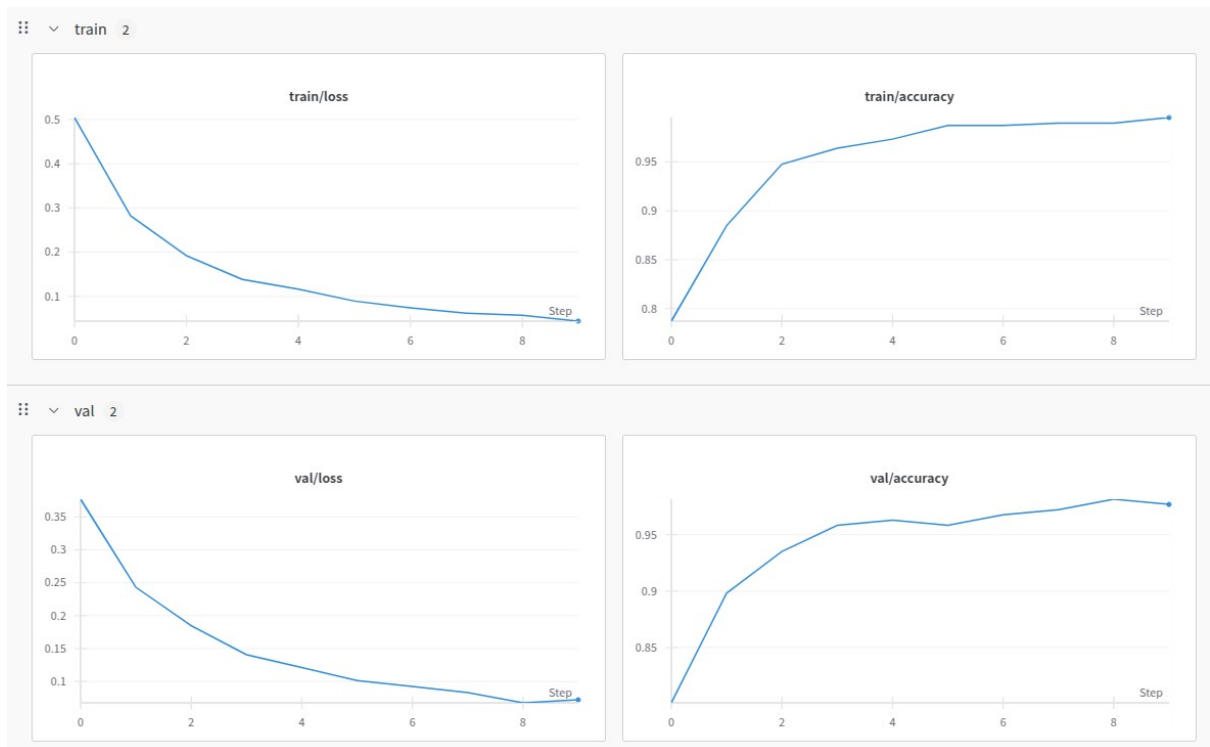 train 2
train/loss
0.5
0.4
0.3
0.2
0.1
Step
0 2 4 6 8
train/accuracy
0.95
0.9
0.85
0.8
Step
0 2 4 6 8
val 2
val/loss
0.35
0.3
0.25
0.2
0.15
0.1
Step
0 2 4 6 8
val/accuracy
0.95
0.9
0.85
Step
0 2 4 6 8